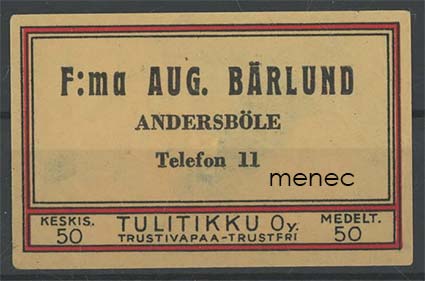 F:ma AUG. BÄRLUND
ANDERSBÖLE
Telefon 11
menec
KESKIS. 50
TULITIKKU Oy.
TRUSTIVAPAA-TRUSTFRI
MEDELT. 50